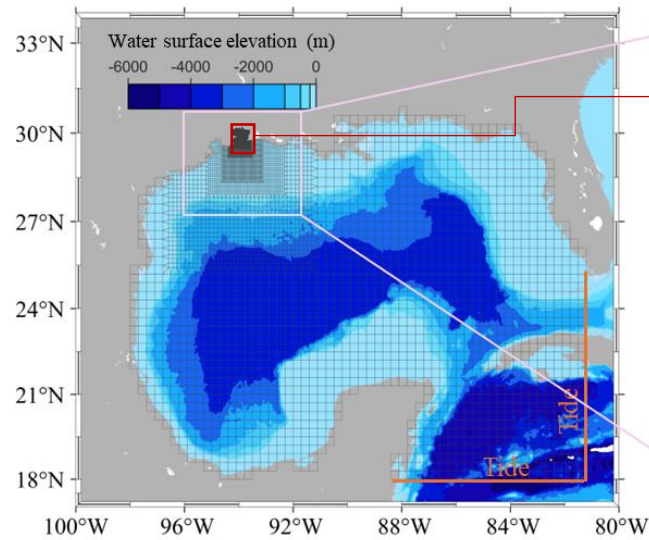 33°N
Water surface elevation (m)
-6000 -4000 -2000 0
30°N
27°N
24°N
21°N
Tide
Tide
18°N
100°W 96°W 92°W 88°W 84°W 80°W